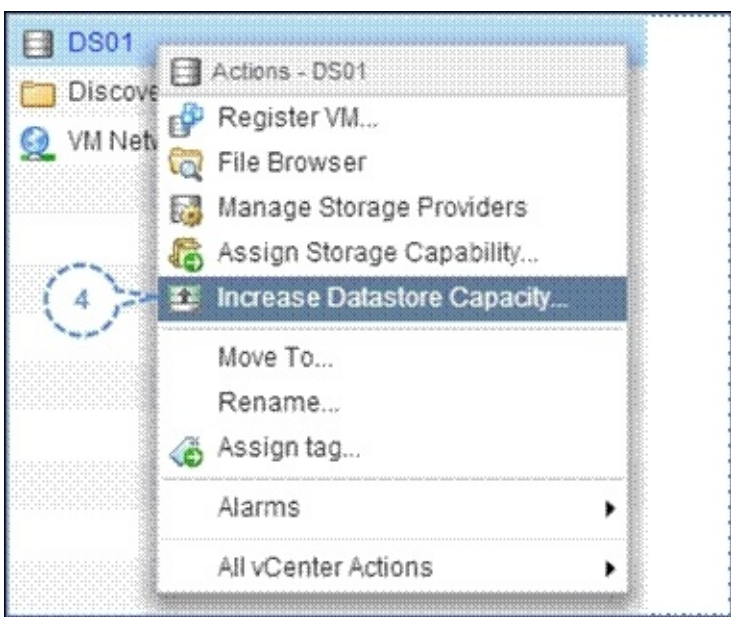 DS01
Actions - DS01
Discove
Register VM...
VM Netw
File Browser
Manage Storage Providers
Assign Storage Capability...
4
Increase Datastore Capacity...
Move To...
Rename...
Assign tag...
Alarms
All vCenter Actions